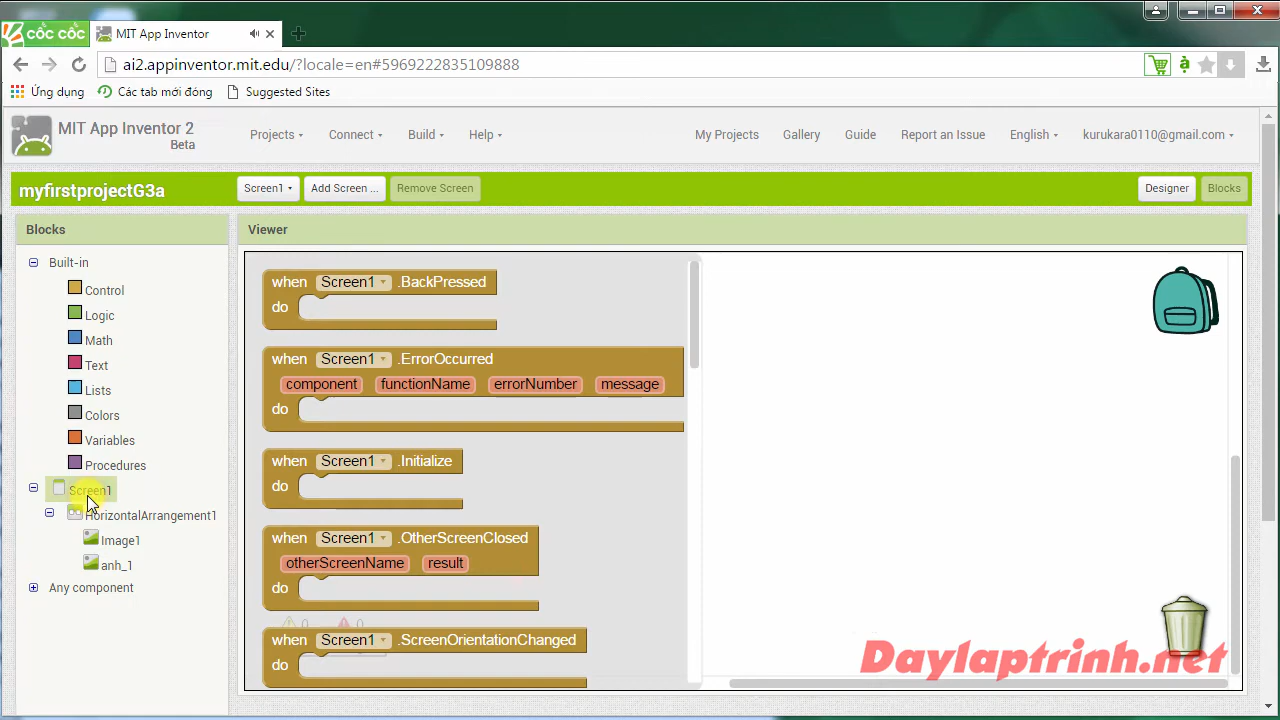 cốc cốc
MIT App Inventor
ai2.appinventor.mit.edu/?locale=en#5969222835109888
Ứng dụng
Các tab mới đóng
Suggested Sites
MIT App Inventor 2
Beta
Projects
Connect
Build
Help
My Projects
Gallery
Guide
Report an Issue
English
kurukara0110@gmail.com
myfirstprojectG3a
Screen1
Add Screen ...
Remove Screen
Designer
Blocks
Blocks
Built-in
Control
Logic
Math
Text
Lists
Colors
Variables
Procedures
Screen1
HorizontalArrangement1
Image1
anh_1
Any component
Viewer
when Screen1 .BackPressed
do
when Screen1 .ErrorOccurred
component functionName errorNumber message
do
when Screen1 .Initialize
do
when Screen1 .OtherScreenClosed
otherScreenName result
do
0 0
when Screen1 .ScreenOrientationChanged
do
Daylaptrinh.net